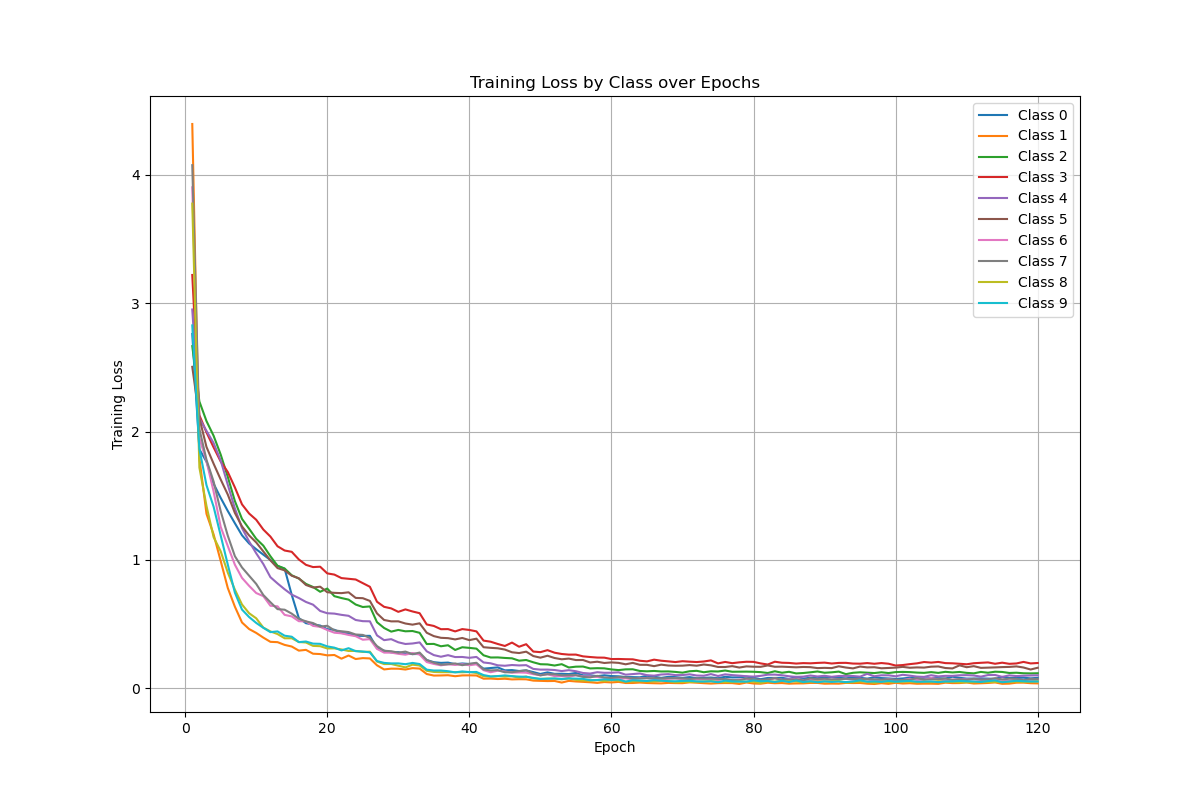 Training Loss by Class over Epochs
Training Loss
4
3
2
1
0
0 20 40 60 80 100 120
Epoch
Class 0
Class 1
Class 2
Class 3
Class 4
Class 5
Class 6
Class 7
Class 8
Class 9